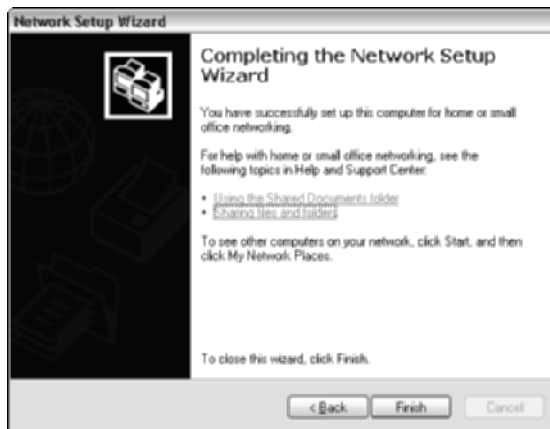 Network Setup Wizard
Completing the Network Setup
Wizard
You have successfully set up this computer for home or small
office networking.
For help with home or small office networking, see the
following topics in Help and Support Center:
• Using the Shared Documents folder
• Sharing files and folders
To see other computers on your network, click Start, and then
click My Network Places.
To close this wizard, click Finish.
< Back
Finish
Cancel